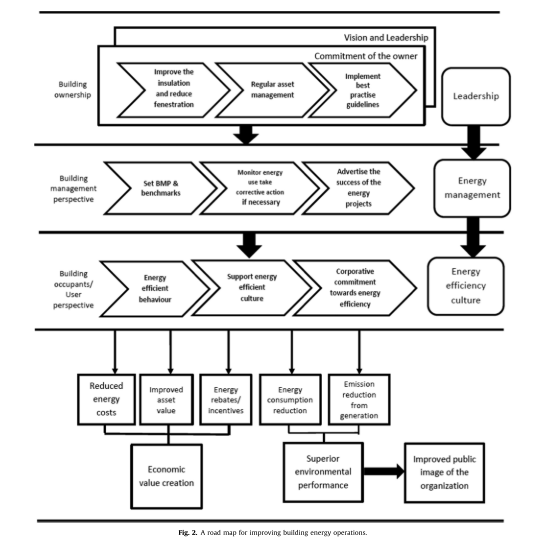 Vision and Leadership
Commitment of the owner
Building
ownership
Improve the
insulation
and reduce
fenestration
Regular asset
management
Implement
best
practise
guidelines
Leadership
Building
management
perspective
Set BMP &
benchmarks
Monitor energy
use take
corrective action
if necessary
Advertise the
success of the
energy
projects
Energy
management
Building
occupants/
User
perspective
Energy
efficient
behaviour
Support energy
efficient
culture
Corporative
commitment
towards energy
efficiency
Energy
efficiency
culture
Reduced
energy
costs
Improved
asset
value
Energy
rebates/
incentives
Energy
consumption
reduction
Emission
reduction
from
generation
Economic
value creation
Superior
environmental
performance
Improved public
image of the
organization
Fig. 2. A road map for improving building energy operations.